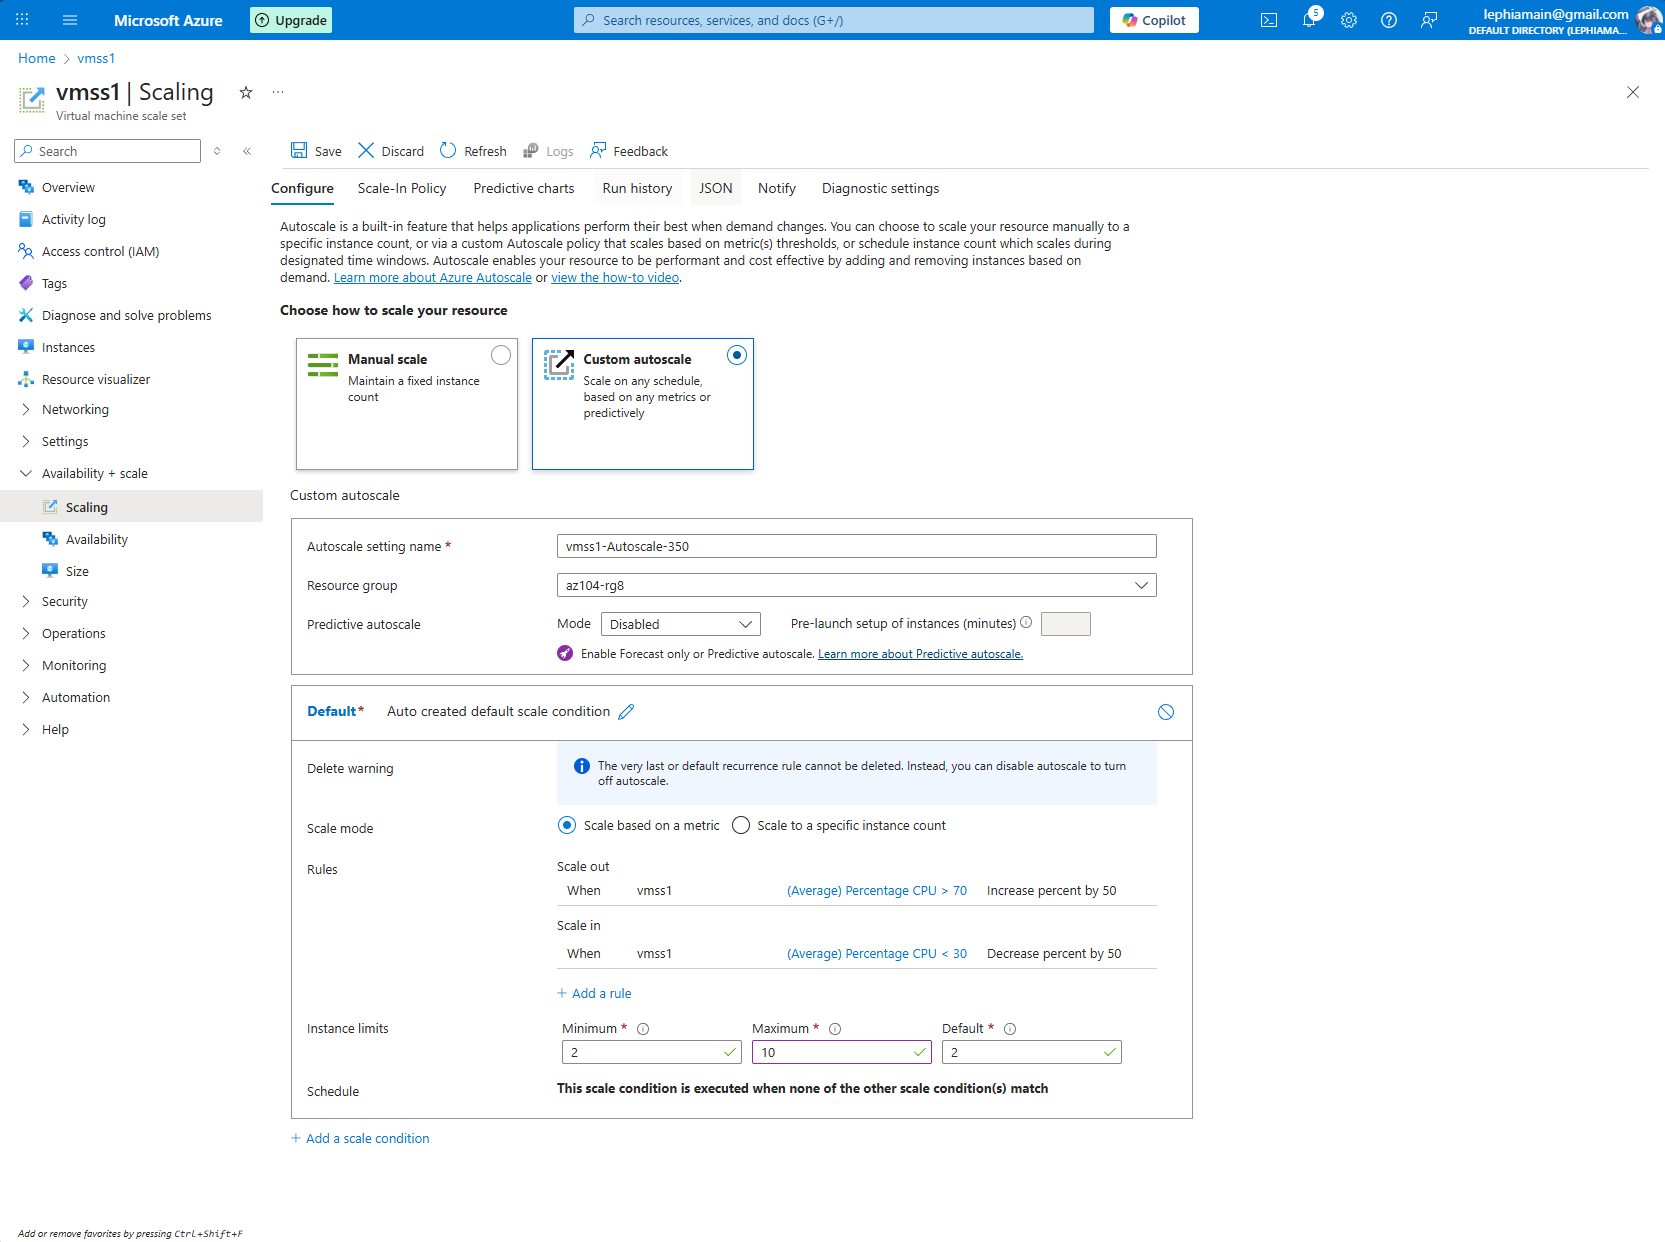 Microsoft Azure
Upgrade
Search resources, services, and docs (G+/)
Copilot
5
lephiamain@gmail.com
DEFAULT DIRECTORY (LEPHIAMA...
Home > vmss1
vmss1 | Scaling
Virtual machine scale set
Search
Overview
Activity log
Access control (IAM)
Tags
Diagnose and solve problems
Instances
Resource visualizer
Networking
Settings
Availability + scale
Scaling
Availability
Size
Security
Operations
Monitoring
Automation
Help
Add or remove favorites by pressing Ctrl+Shift+F
Save
Discard
Refresh
Logs
Feedback
Configure
Scale-In Policy
Predictive charts
Run history
JSON
Notify
Diagnostic settings
Autoscale is a built-in feature that helps applications perform their best when demand changes. You can choose to scale your resource manually to a
specific instance count, or via a custom Autoscale policy that scales based on metric(s) thresholds, or schedule instance count which scales during
designated time windows. Autoscale enables your resource to be performant and cost effective by adding and removing instances based on
demand. Learn more about Azure Autoscale or view the how-to video.
Choose how to scale your resource
Manual scale
Maintain a fixed instance
count
Custom autoscale
Scale on any schedule,
based on any metrics or
predictively
Custom autoscale
Autoscale setting name *
vmss1-Autoscale-350
Resource group
az104-rg8
Predictive autoscale
Mode
Disabled
Pre-launch setup of instances (minutes)
Enable Forecast only or Predictive autoscale. Learn more about Predictive autoscale.
Default*
Auto created default scale condition
Delete warning
The very last or default recurrence rule cannot be deleted. Instead, you can disable autoscale to turn
off autoscale.
Scale mode
Scale based on a metric
Scale to a specific instance count
Rules
Scale out
When vmss1 (Average) Percentage CPU > 70 Increase percent by 50
Scale in
When vmss1 (Average) Percentage CPU < 30 Decrease percent by 50
+ Add a rule
Instance limits
Minimum *
2
Maximum *
10
Default *
2
Schedule
This scale condition is executed when none of the other scale condition(s) match
+ Add a scale condition